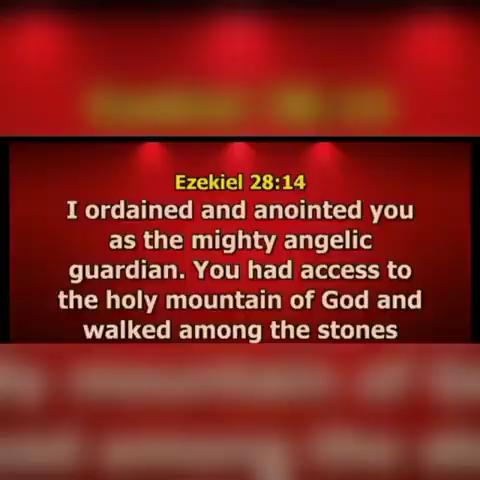 Ezekiel 28:14
I ordained and anointed you
as the mighty angelic
guardian. You had access to
the holy mountain of God and
walked among the stones